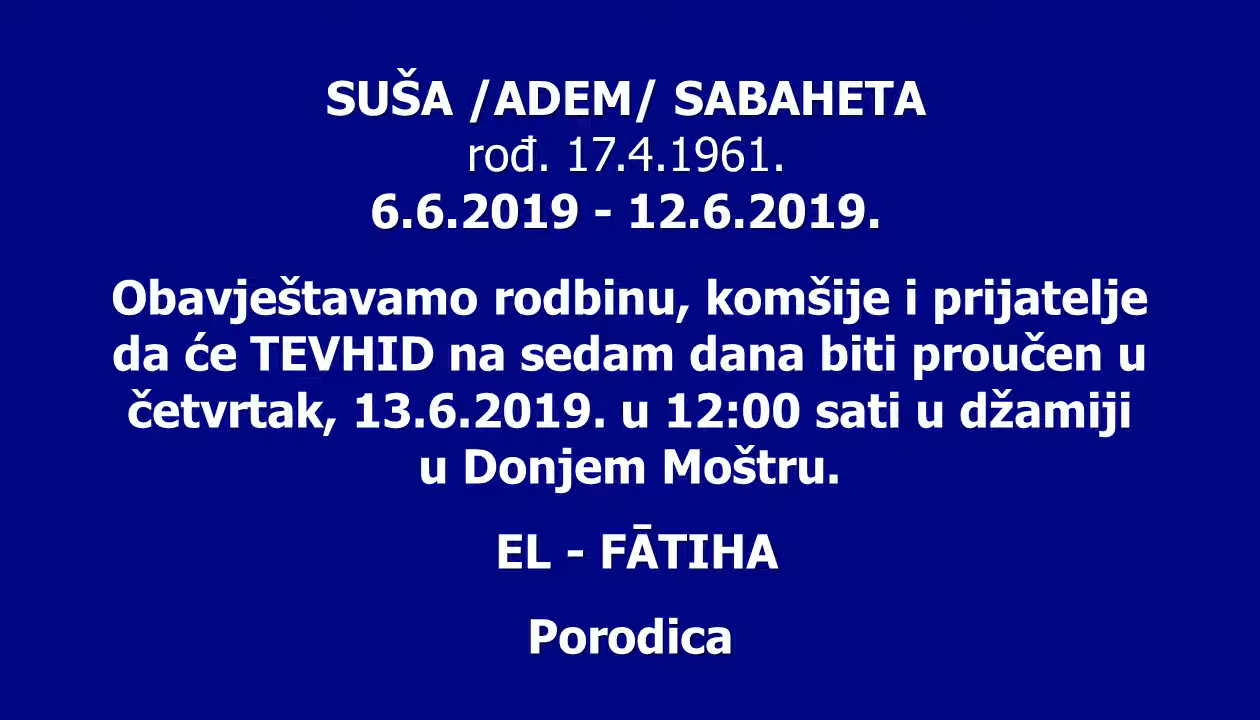 SUŠA /ADEM/ SABAHETA
rođ. 17.4.1961.
6.6.2019 - 12.6.2019.
Obavještavamo rodbinu, komšije i prijatelje
da će TEVHID na sedam dana biti proučen u
četvrtak, 13.6.2019. u 12:00 sati u džamiji
u Donjem Moštru.
EL - FĀTIHA
Porodica